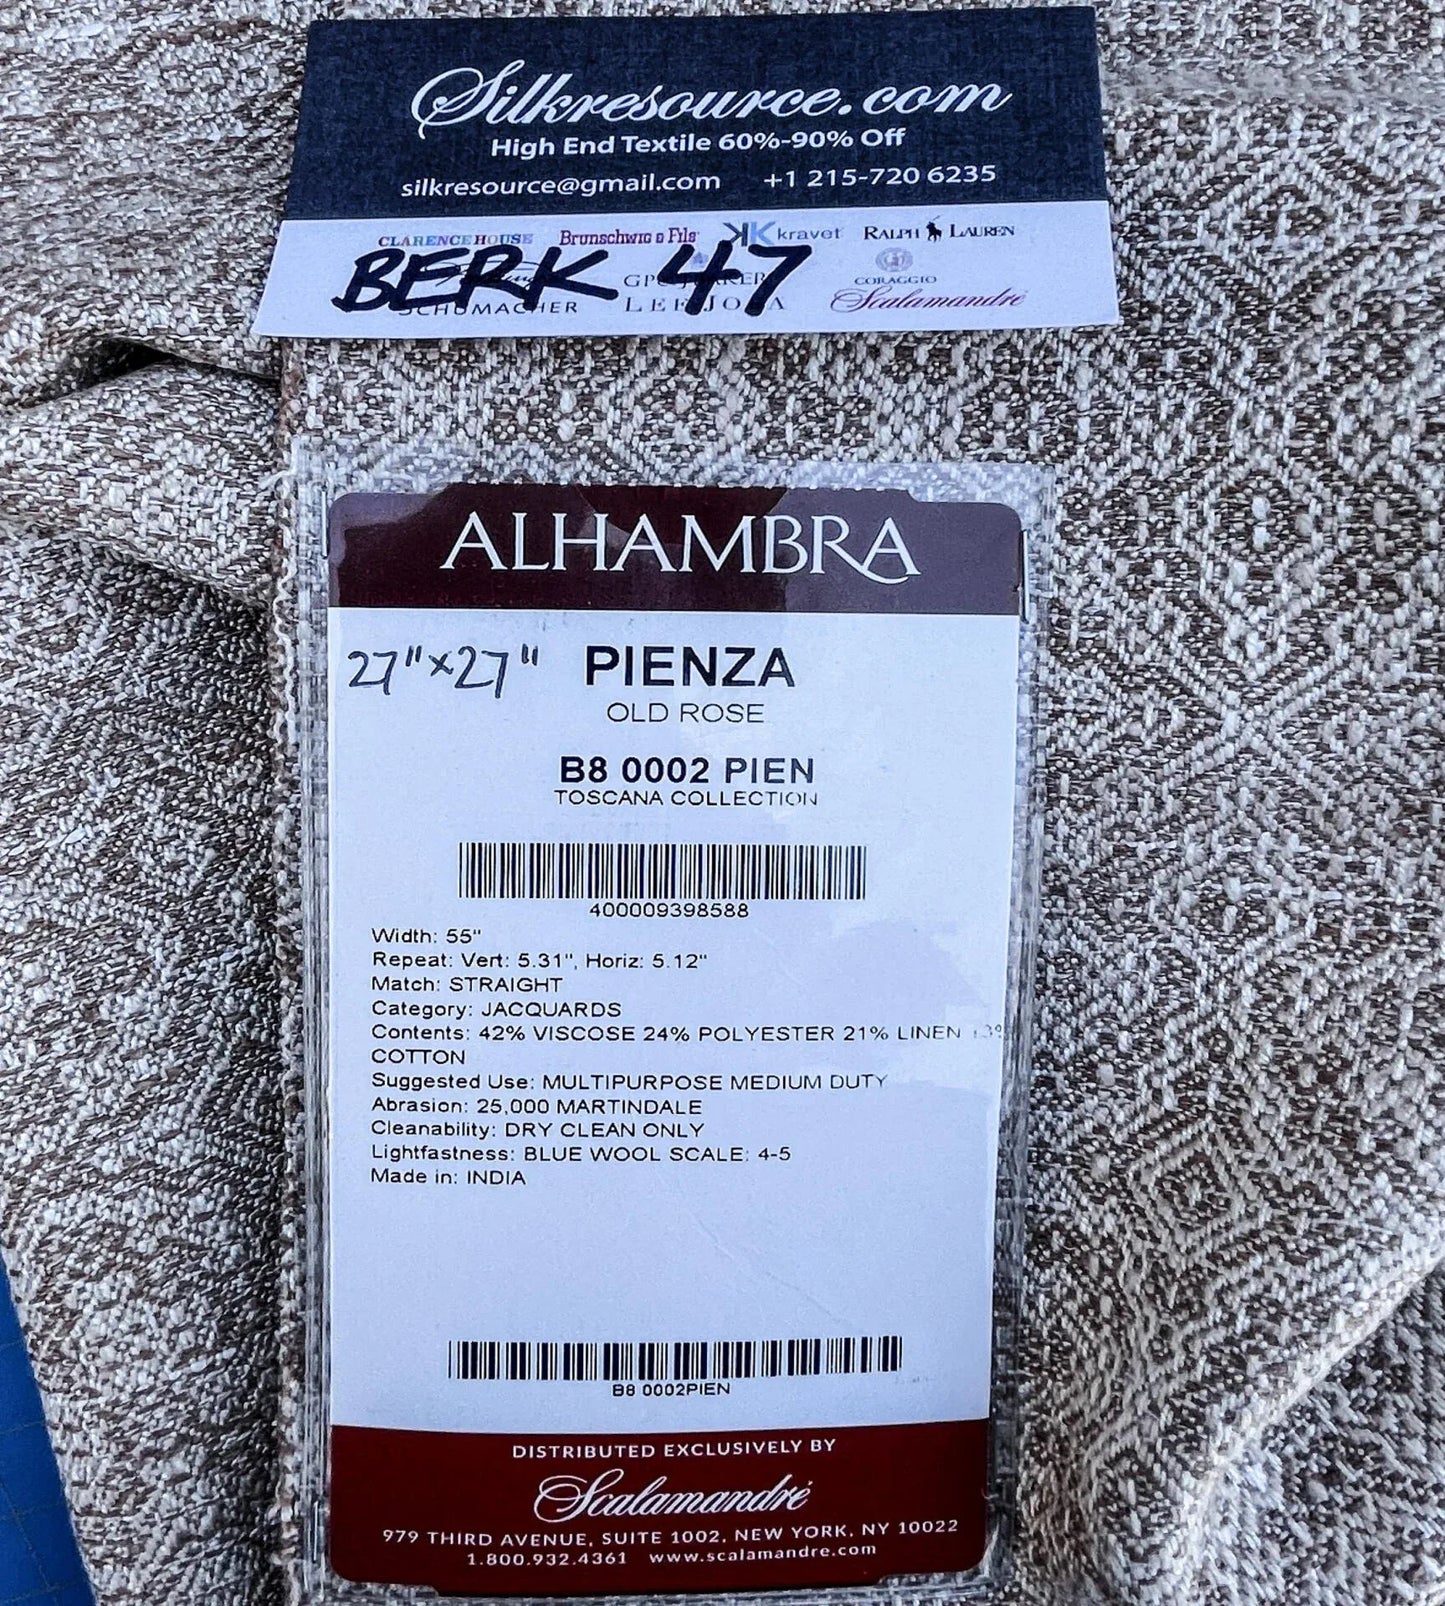 Silkresource.com
High End Textile 60%-90% Off
silkresource@gmail.com +1 215-720 6235
CLARENCE HOUSE Brunschwig & Fils kravet RALPH LAUREN
BERK 47
CORAGGIO
SCHUMACHER LEE JOFA Scalamandré
ALHAMBRA
27"x27" PIENZA
OLD ROSE
B8 0002 PIEN
TOSCANA COLLECTION
400009398588
Width: 55"
Repeat: Vert: 5.31", Horiz: 5.12"
Match: STRAIGHT
Category: JACQUARDS
Contents: 42% VISCOSE 24% POLYESTER 21% LINEN 13%
COTTON
Suggested Use: MULTIPURPOSE MEDIUM DUTY
Abrasion: 25,000 MARTINDALE
Cleanability: DRY CLEAN ONLY
Lightfastness: BLUE WOOL SCALE: 4-5
Made in: INDIA
B8 0002PIEN
DISTRIBUTED EXCLUSIVELY BY
Scalamandré
979 THIRD AVENUE, SUITE 1002, NEW YORK, NY 10022
1.800.932.4361 www.scalamandre.com